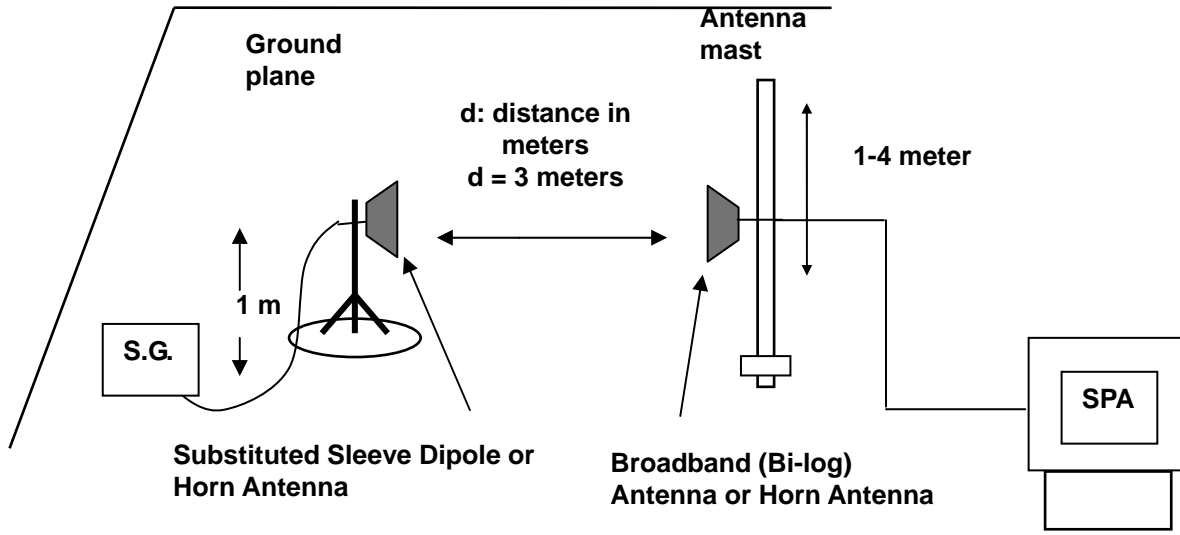 Antenna
mast
Ground
plane
d: distance in
meters
d = 3 meters
1-4 meter
1 m
S.G.
SPA
Substituted Sleeve Dipole or
Horn Antenna
Broadband (Bi-log)
Antenna or Horn Antenna